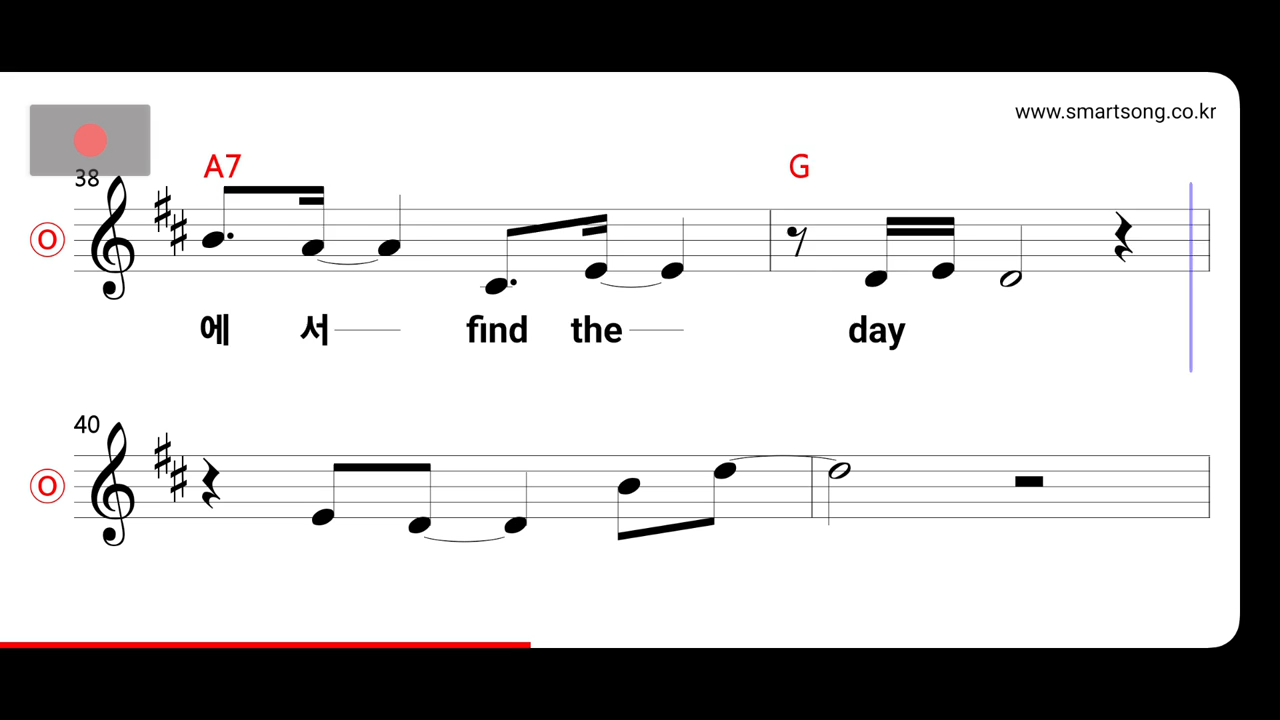 www.smartsong.co.kr
A7 G
38
O
에 서 find the day
40
O